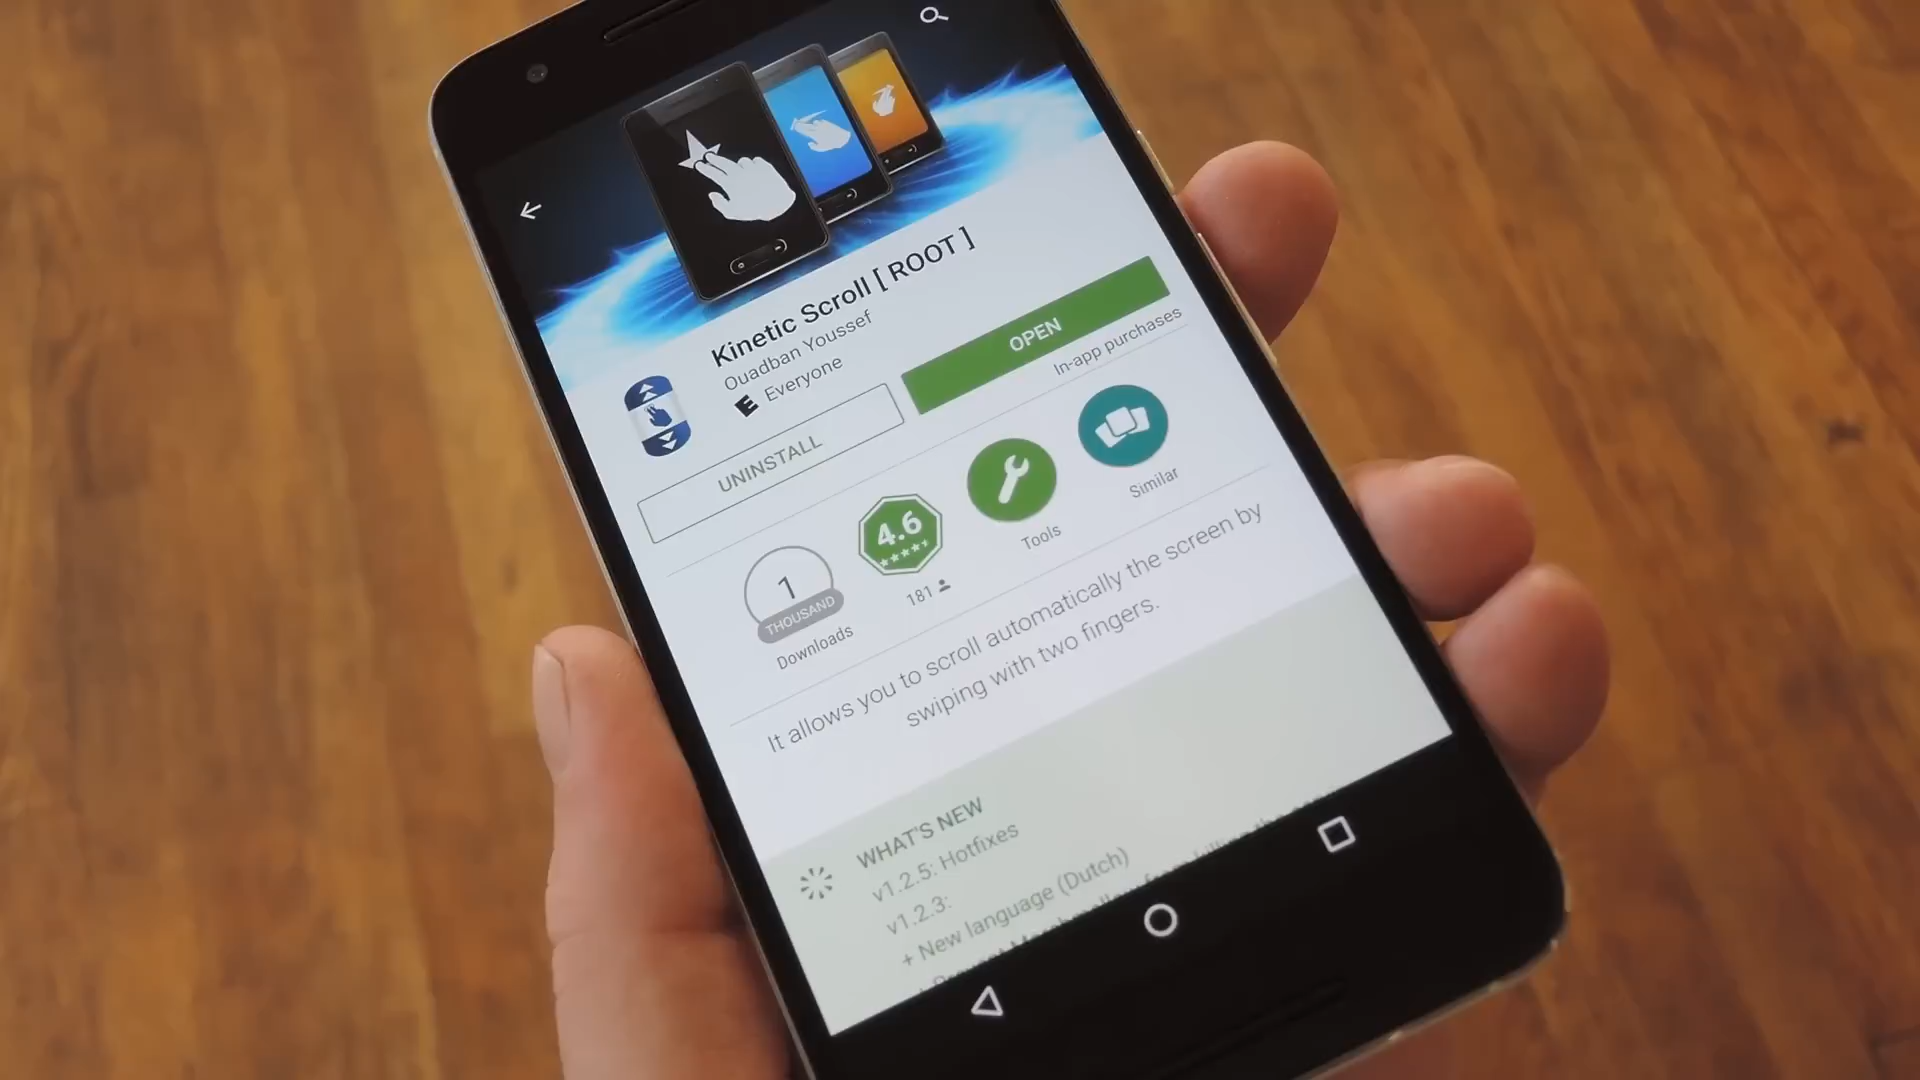 Kinetic Scroll [ ROOT ]
Ouadban Youssef
E Everyone
UNINSTALL
OPEN
In-app purchases
1
THOUSAND
Downloads
4.6
181
Tools
Similar
It allows you to scroll automatically the screen by
swiping with two fingers.
WHAT'S NEW
v1.2.5: Hotfixes
v1.2.3:
+ New language (Dutch)